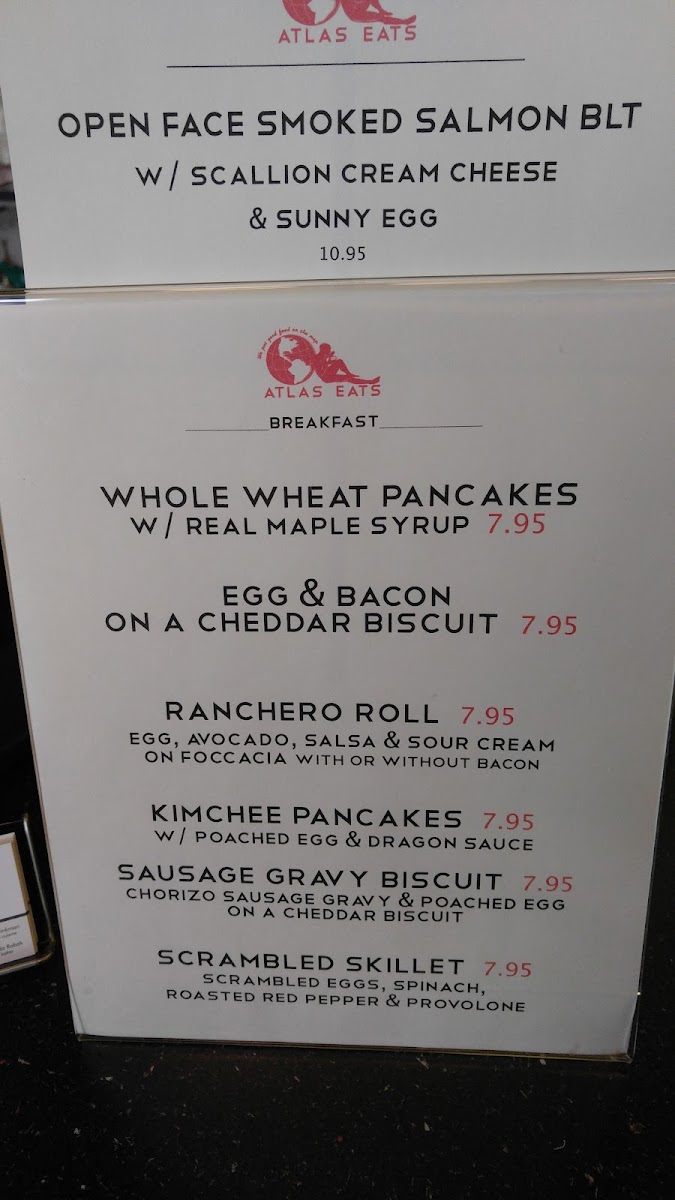 ATLAS EATS
OPEN FACE SMOKED SALMON BLT
W/ SCALLION CREAM CHEESE
& SUNNY EGG
10.95
ATLAS EATS
BREAKFAST
WHOLE WHEAT PANCAKES
W/ REAL MAPLE SYRUP 7.95
EGG & BACON
ON A CHEDDAR BISCUIT 7.95
RANCHERO ROLL 7.95
EGG, AVOCADO, SALSA & SOUR CREAM
ON FOCCACIA WITH OR WITHOUT BACON
KIMCHEE PANCAKES 7.95
W/ POACHED EGG & DRAGON SAUCE
SAUSAGE GRAVY BISCUIT 7.95
CHORIZO SAUSAGE GRAVY & POACHED EGG
ON A CHEDDAR BISCUIT
SCRAMBLED SKILLET 7.95
SCRAMBLED EGGS, SPINACH,
ROASTED RED PEPPER & PROVOLONE